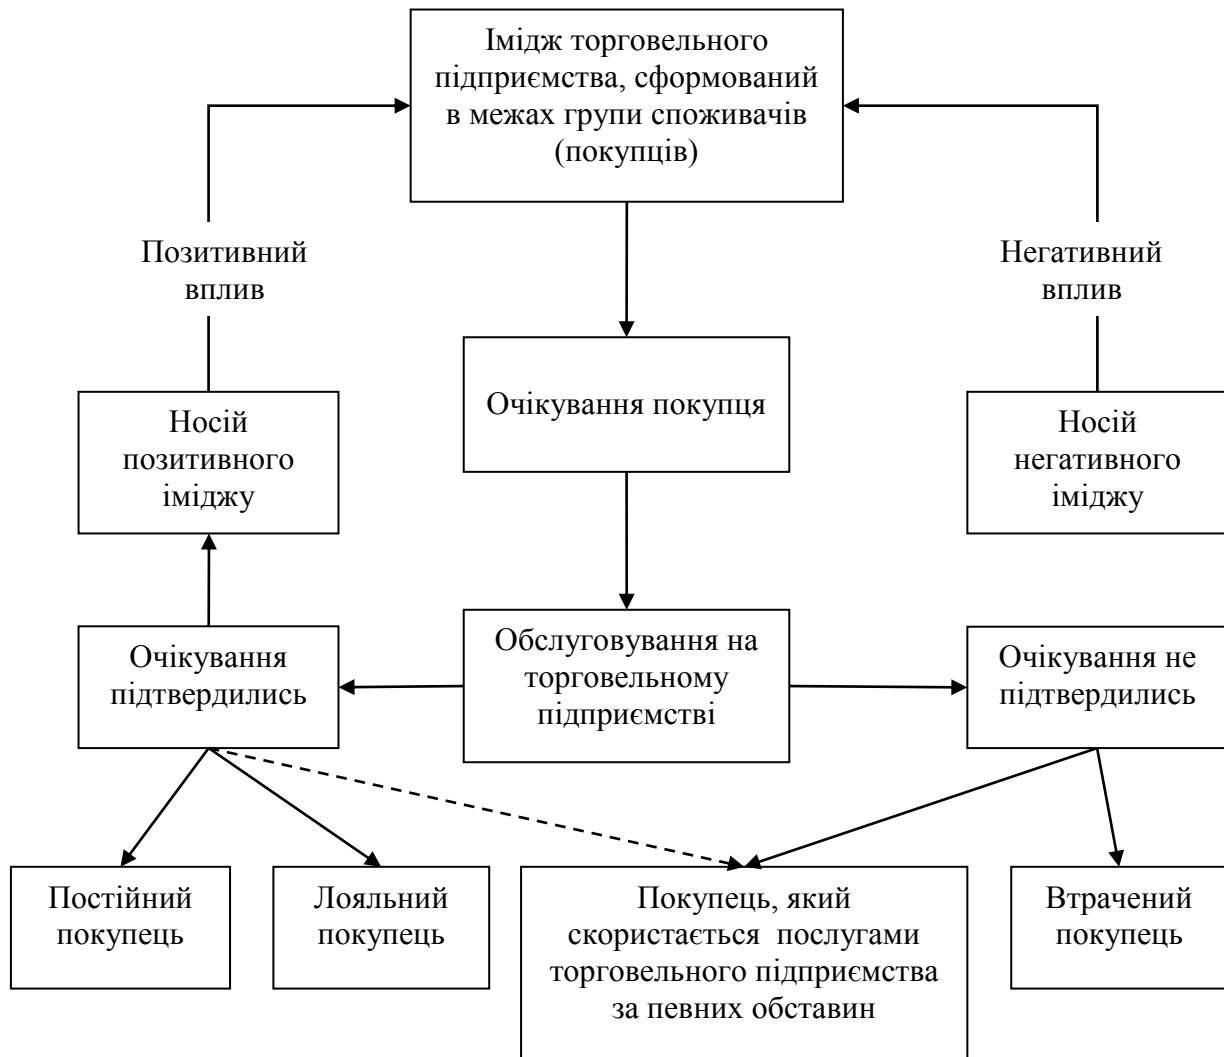 Імідж торговельного
підприємства, сформований
в межах групи споживачів
(покупців)
Позитивний
вплив
Негативний
вплив
Очікування покупця
Носій
позитивного
іміджу
Носій
негативного
іміджу
Очікування
підтвердились
Обслуговування на
торговельному
підприємстві
Очікування не
підтвердились
Постійний
покупець
Лояльний
покупець
Покупець, який
скористається послугами
торговельного підприємства
за певних обставин
Втрачений
покупець